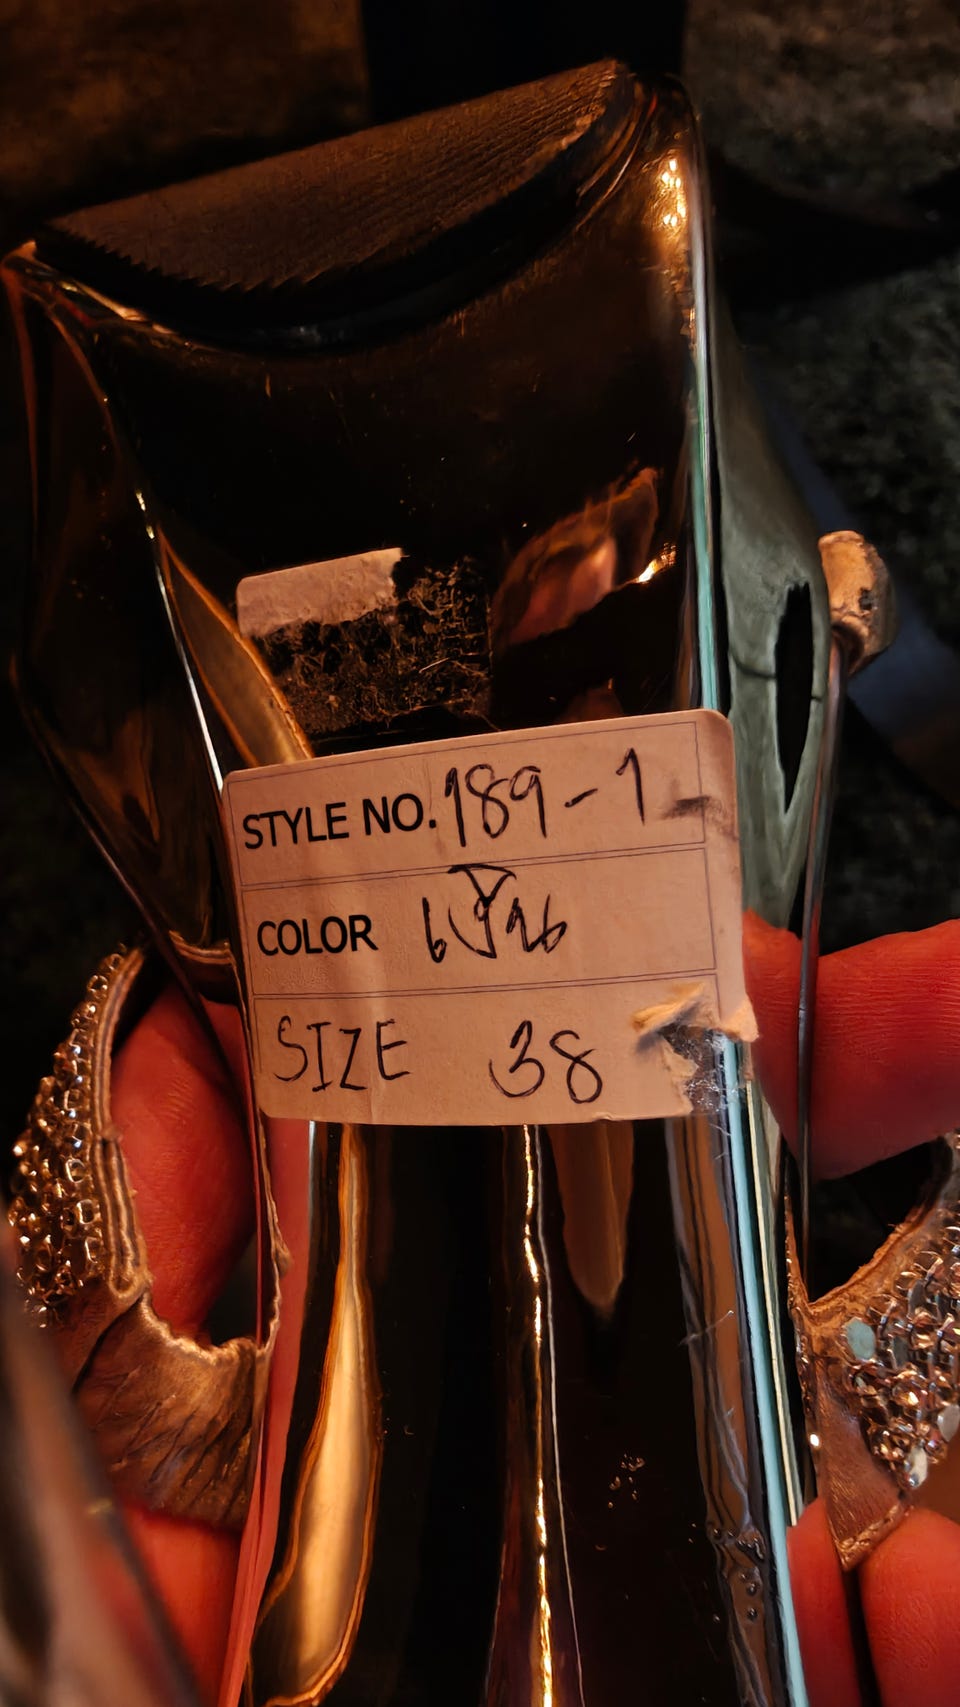 STYLE NO. 189-1
COLOR
SIZE 38